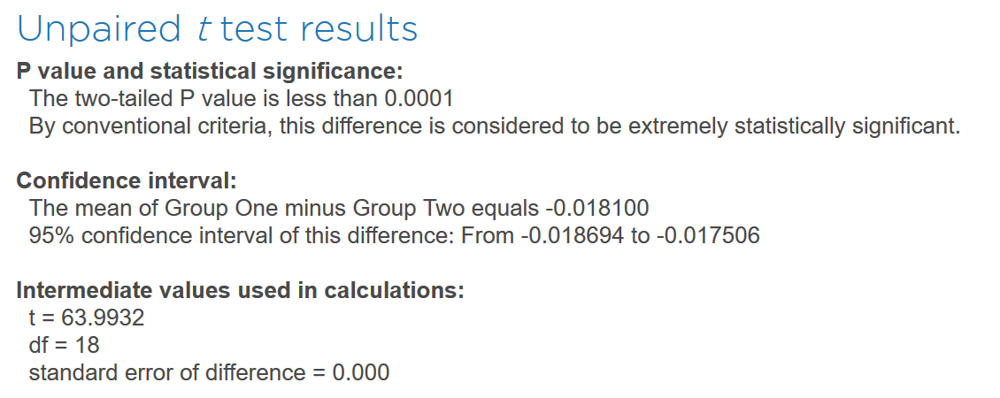 Unpaired t test results
P value and statistical significance:
The two-tailed P value is less than 0.0001
By conventional criteria, this difference is considered to be extremely statistically significant.
Confidence interval:
The mean of Group One minus Group Two equals -0.018100
95% confidence interval of this difference: From -0.018694 to -0.017506
Intermediate values used in calculations:
t = 63.9932
df = 18
standard error of difference = 0.000